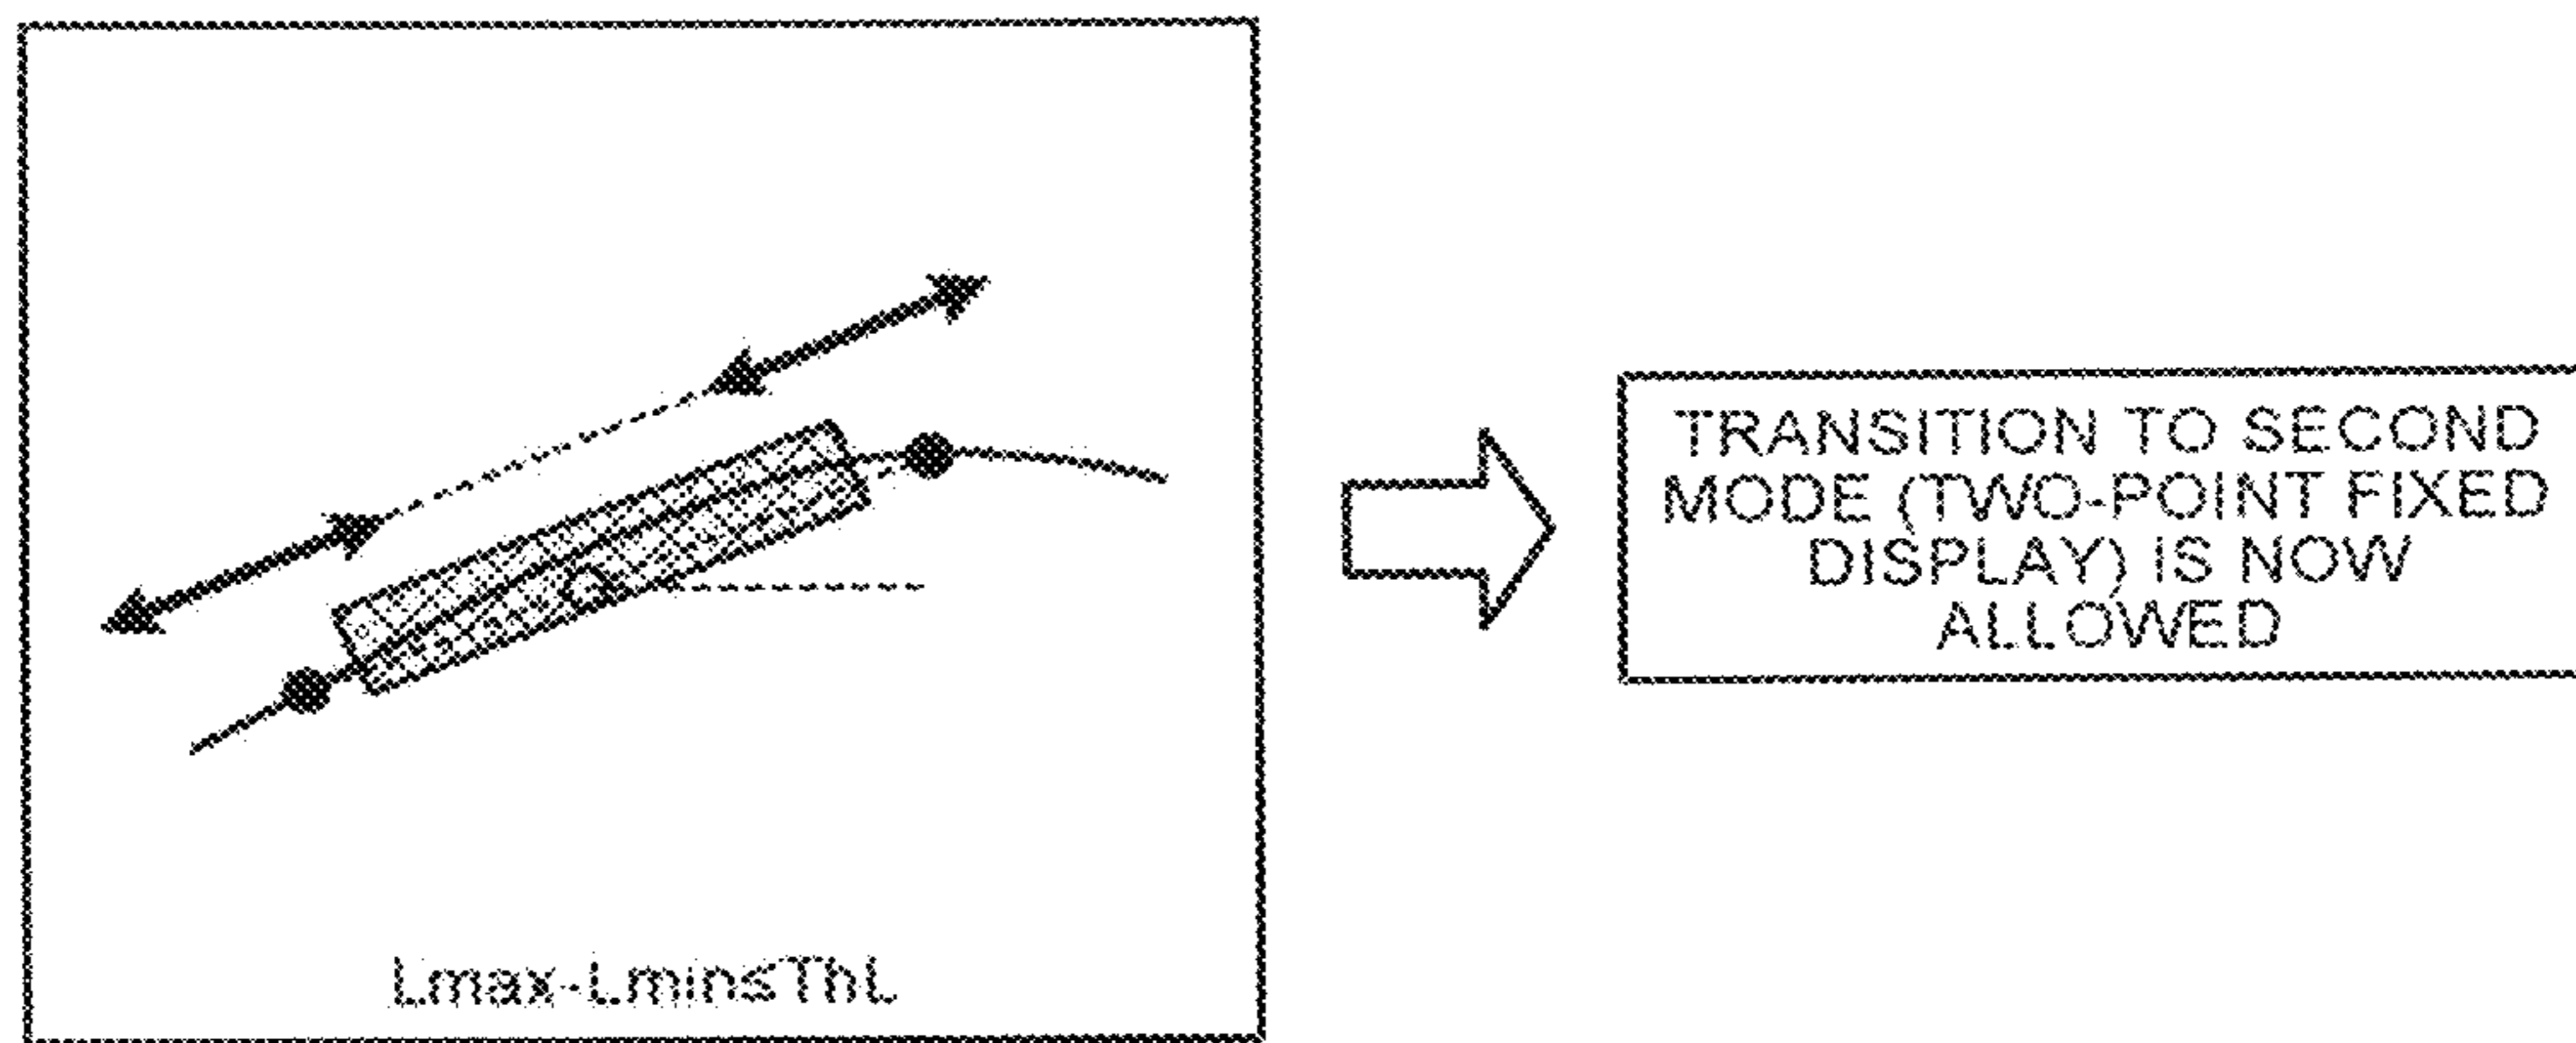 Lmax-Lmin≤ThL
TRANSITION TO SECOND
MODE (TWO-POINT FIXED
DISPLAY) IS NOW
ALLOWED